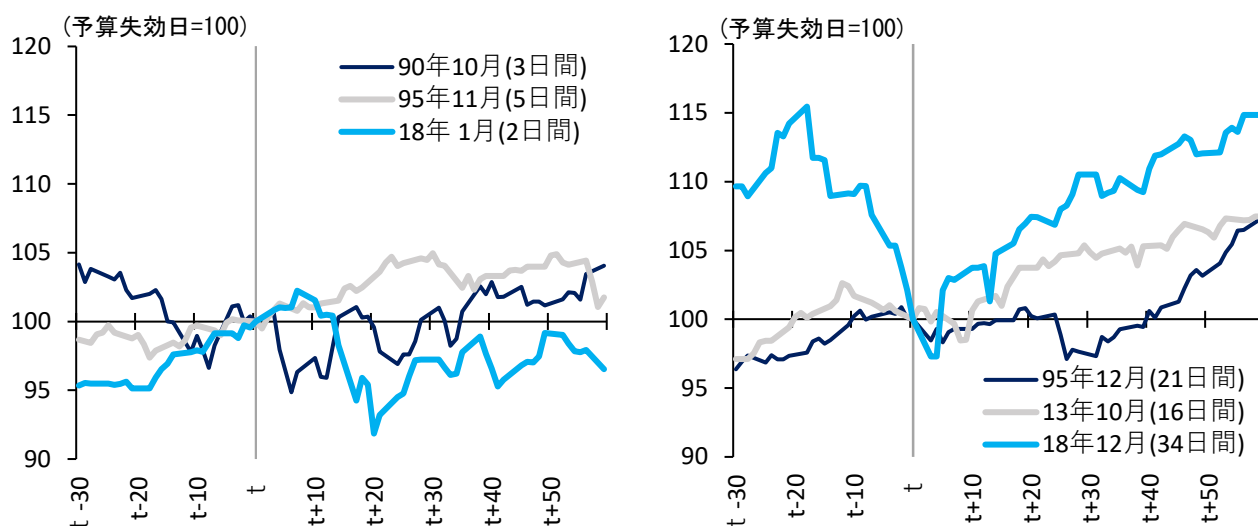 (予算失効日=100)
120
115
110
105
100
95
90
90年10月(3日間)
95年11月(5日間)
18年 1月(2日間)
t -30
t-20
t-10
t
t+10
t+20
t+30
t+40
t+50
(予算失効日=100)
120
115
110
105
100
95
90
95年12月(21日間)
13年10月(16日間)
18年12月(34日間)
t -30
t-20
t-10
t
t+10
t+20
t+30
t+40
t+50